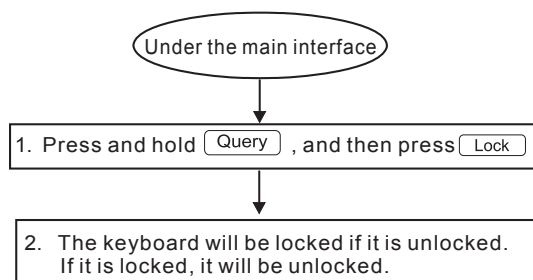 Under the main interface
1. Press and hold Query , and then press Lock
2. The keyboard will be locked if it is unlocked.
If it is locked, it will be unlocked.